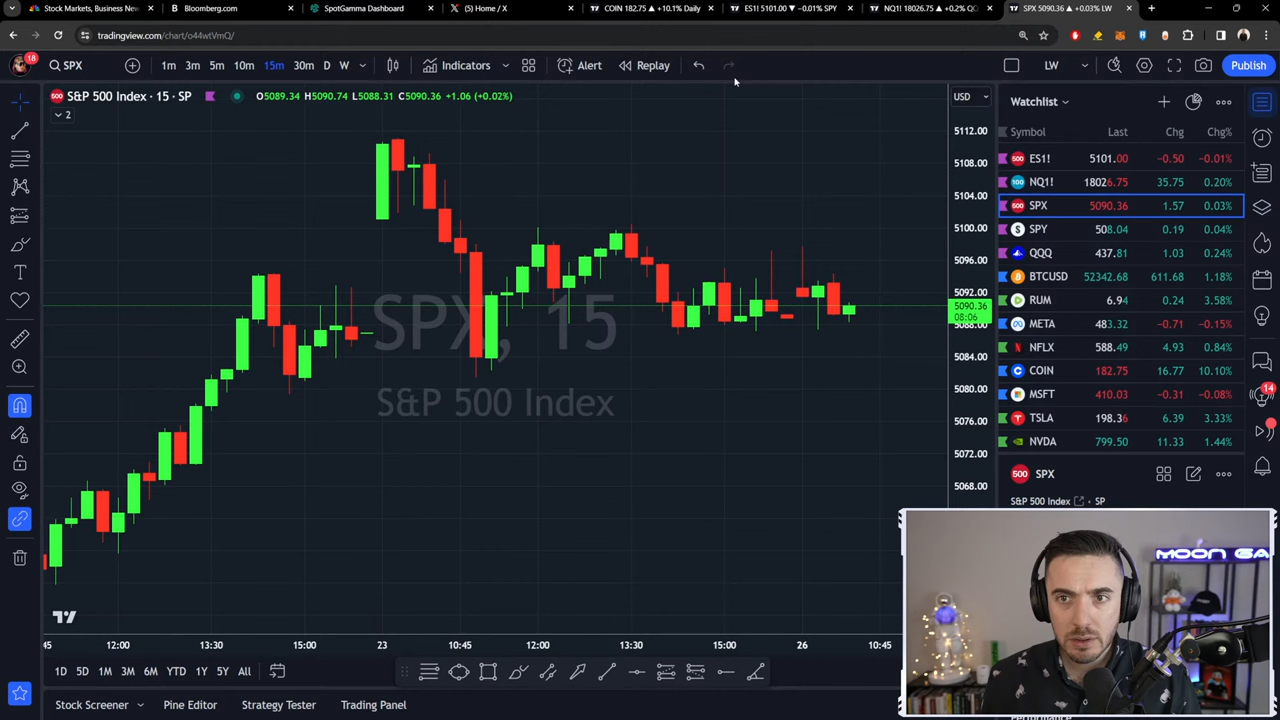 Stock Markets, Business New
Bloomberg.com
SpotGamma Dashboard
(5) Home / X
COIN 182.75 ▲ +10.1% Daily
ES1! 5101.00 ▼ −0.01% SPY
NQ1! 18026.75 ▲ +0.2% QQ
SPX 5090.36 ▲ +0.03% LW
tradingview.com/chart/o44wtVmQ/
18
SPX
1m 3m 5m 10m 15m 30m D W
Indicators
Alert
Replay
LW
Publish
S&P 500 Index · 15 · SP
O5089.34 H5090.74 L5088.31 C5090.36 +1.06 (+0.02%)
2
USD
5112.00
5108.00
5104.00
5100.00
5096.00
5092.00
5090.36
08:06
5088.00
5084.00
5080.00
5076.00
5072.00
5068.00
SPX, 15
S&P 500 Index
Watchlist
Symbol Last Chg Chg%
500 ES1! 5101.00 −0.50 −0.01%
100 NQ1! 18026.75 35.75 0.20%
500 SPX 5090.36 1.57 0.03%
S SPY 508.04 0.19 0.04%
QQQ 437.81 1.03 0.24%
BTCUSD 52342.68 611.68 1.18%
RUM 6.94 0.24 3.58%
META 483.32 −0.71 −0.15%
NFLX 588.49 4.93 0.84%
COIN 182.75 16.77 10.10%
MSFT 410.03 −0.31 −0.08%
TSLA 198.36 6.39 3.33%
NVDA 799.50 11.33 1.44%
14
500 SPX
S&P 500 Index · SP
MOON GA
:45 12:00 13:30 15:00 23 10:45 12:00 13:30 15:00 26 10:45
1D 5D 1M 3M 6M YTD 1Y 5Y All
Stock Screener
Pine Editor
Strategy Tester
Trading Panel